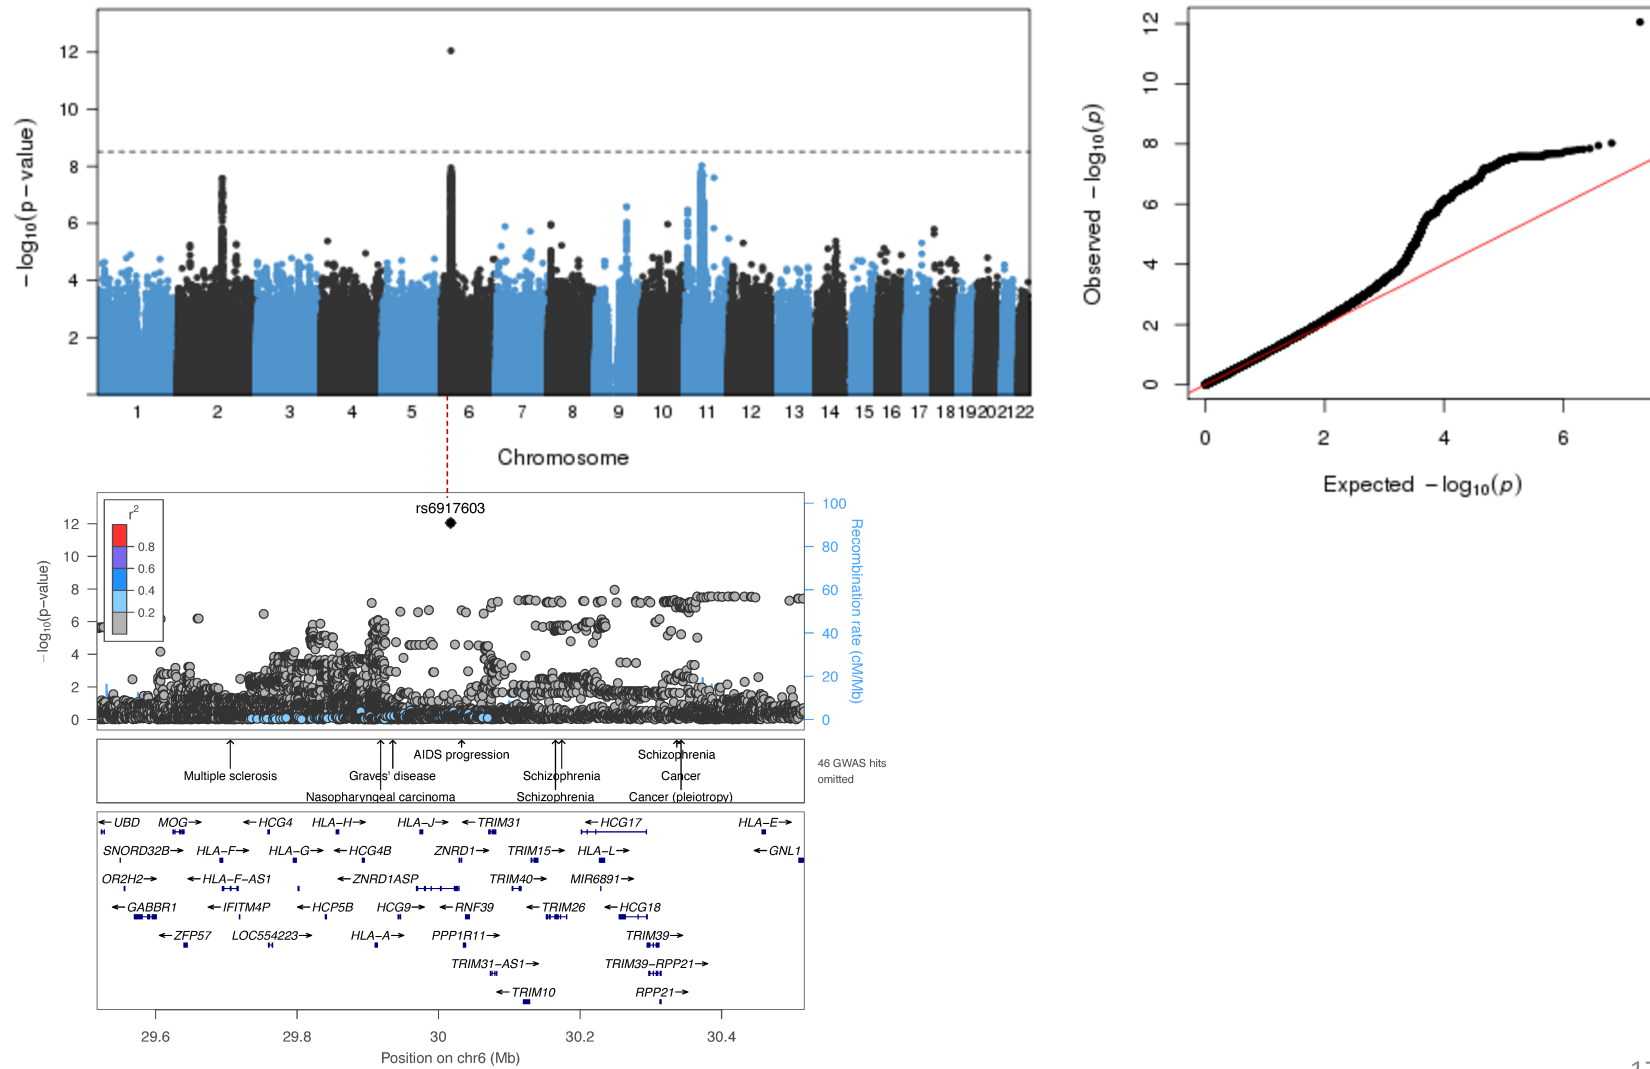 12
10
8
6
4
2
−log10(p−value)
1 2 3 4 5 6 7 8 9 10 11 12 13 14 15 16 17 18 19 20 21 22
Chromosome
12
10
8
6
4
2
0
Observed −log10(p)
0 2 4 6
Expected −log10(p)
rs6917603
r2
0.8
0.6
0.4
0.2
12
10
8
6
4
2
0
−log10(p−value)
100
80
60
40
20
0
Recombination rate (cM/Mb)
AIDS progression Schizophrenia
Multiple sclerosis Graves' disease Schizophrenia Cancer
Nasopharyngeal carcinoma Schizophrenia Cancer (pleiotropy)
46 GWAS hits
omitted
←UBD MOG→ ←HCG4 HLA−H→ HLA−J→ ←TRIM31 ←HCG17 HLA−E→
SNORD32B→ HLA−F→ HLA−G→ ←HCG4B ZNRD1→ TRIM15→ HLA−L→ ←GNL1
OR2H2→ ←HLA−F−AS1 ←ZNRD1ASP TRIM40→ MIR6891→
←GABBR1 ←IFITM4P ←HCP5B HCG9→ ←RNF39 ←TRIM26 ←HCG18
←ZFP57 LOC554223→ HLA−A→ PPP1R11→ TRIM39→
TRIM31−AS1→ TRIM39−RPP21→
←TRIM10 RPP21→
29.6 29.8 30 30.2 30.4
Position on chr6 (Mb)